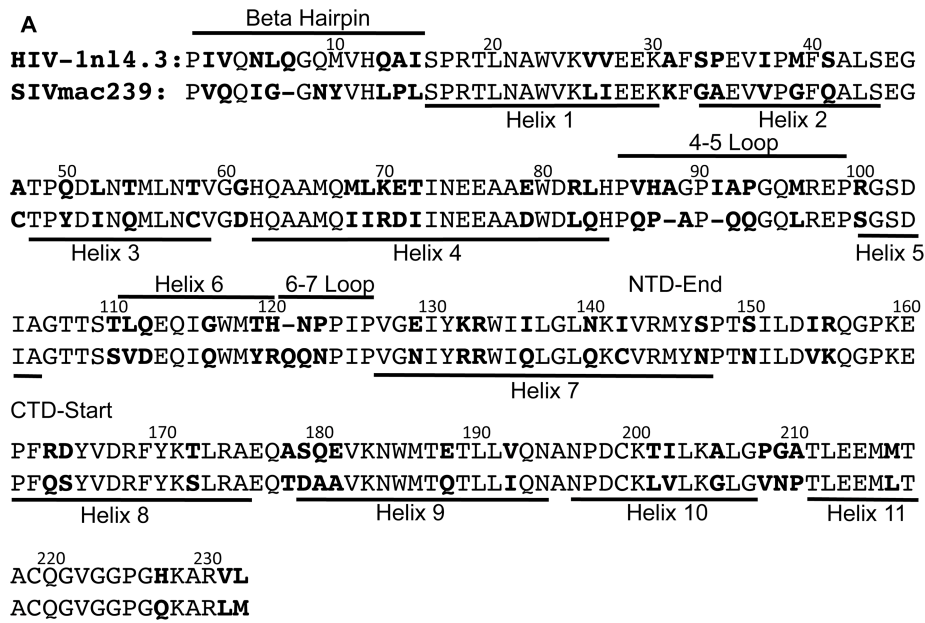 A
Beta Hairpin
10 20 30 40
HIV-1nl4.3:PIVQNLQGQMVHQAISPRTLNAWVKVVEEKAFSPEVIPMFSALSEG
SIVmac239: PVQQIG-GNYVHLPLSPRTLNAWVKLIEEKKFGAEVVPGFQALSEG
Helix 1 Helix 2
4-5 Loop
50 60 70 80 90 100
ATPQDLNTMLNTVGGHQAAMQMLKETINEEAAEWDRLHPVHAGPIAPGQMREPRGSD
CTPYDINQMLNCVGDHQAAMQIIRDIINEEAADWDLQHPQP-AP-QQGQLREPSGSD
Helix 3 Helix 4 Helix 5
Helix 6 6-7 Loop NTD-End
110 120 130 140 150 160
IAGTTSTLQEQIGWMTH-NPPIPVGEIYKRWIILGLNKIVRMYSPTSILDIRQGPKE
IAGTTSSVDEQIQWMYRQQNPIPVGNIYRRWIQLGLQKCVRMYNPTNILDVKQGPKE
Helix 7
CTD-Start
170 180 190 200 210
PFRDYVDRFYKTLRAEQASQEVKNWMTETLLVQNANPDCKTILKALGPGATLEEMMT
PFQSYVDRFYKSLRAEQTDAAVKNWMTQTLLIQNANPDCKLVLKGLGVNPTLEEMLT
Helix 8 Helix 9 Helix 10 Helix 11
220 230
ACQGVGGPGHKARVL
ACQGVGGPGQKARLM